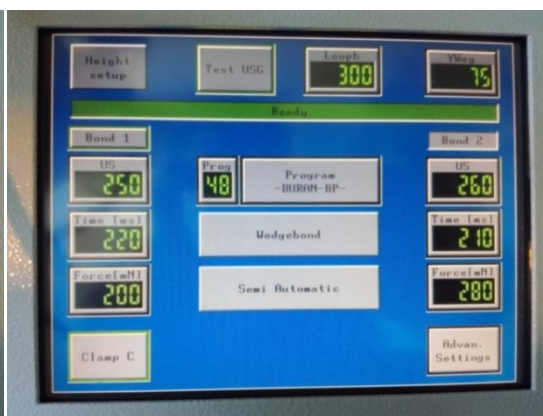 Height
setup
Test USG
Looph
300
YWay
75
Ready
Bond 1
Bond 2
US
250
Prog
48
Program
-BURAN-BP-
US
260
Time [ms]
220
Wedgebond
Time [ms]
210
Force[mN]
200
Semi Automatic
Force[mN]
280
Clamp C
Advan.
Settings